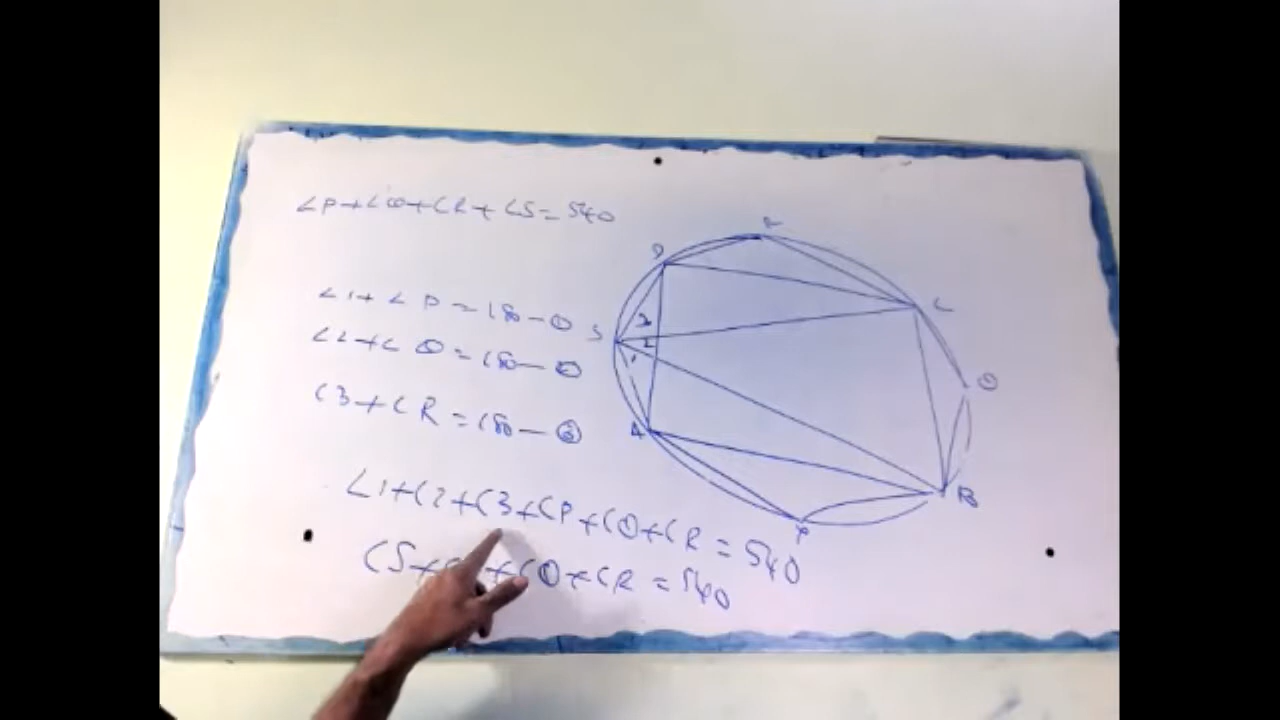 ∠P+∠Q+∠R+∠S=540
∠1+∠P=180-①
∠2+∠Q=180-②
∠3+∠R=180-③
∠1+∠2+∠3+∠P+∠Q+∠R=540
∠S+ +∠Q+∠R=540
R
D
C
S
3
2
1
Q
A
B
P